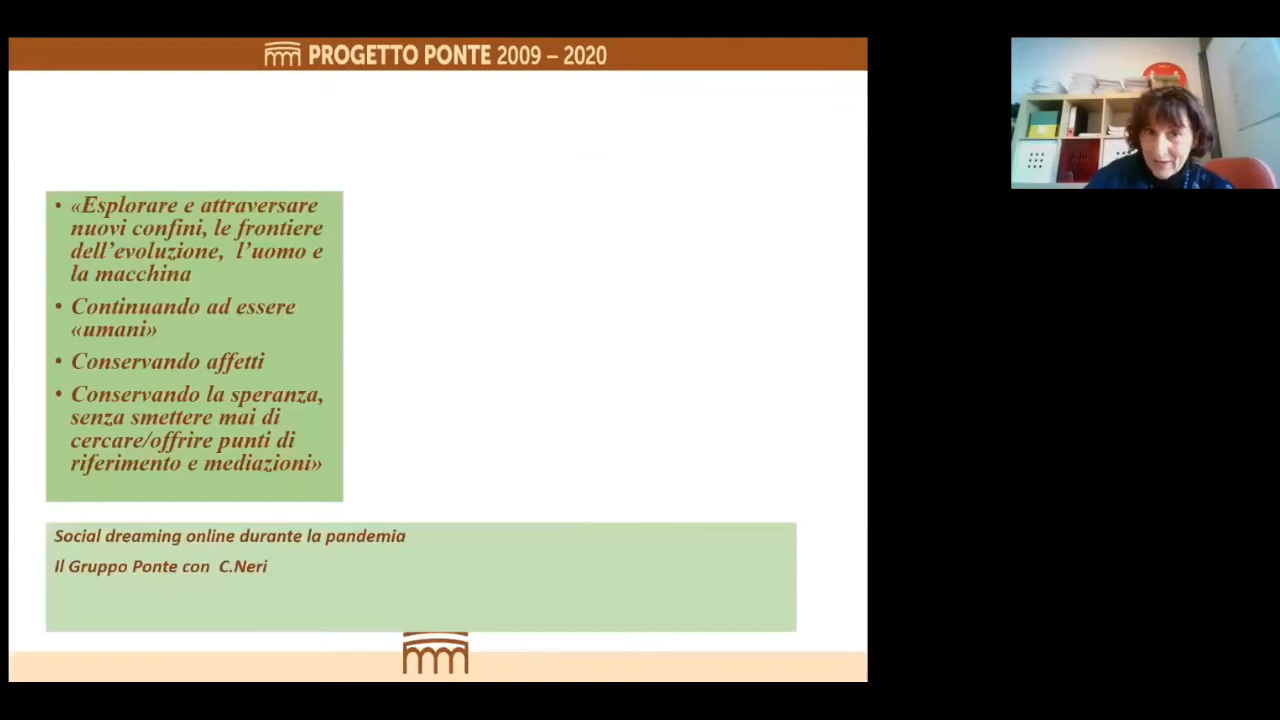 PROGETTO PONTE 2009 – 2020
• «Esplorare e attraversare
nuovi confini, le frontiere
dell’evoluzione, l’uomo e
la macchina
• Continuando ad essere
«umani»
• Conservando affetti
• Conservando la speranza,
senza smettere mai di
cercare/offrire punti di
riferimento e mediazioni»
Social dreaming online durante la pandemia
Il Gruppo Ponte con C.Neri